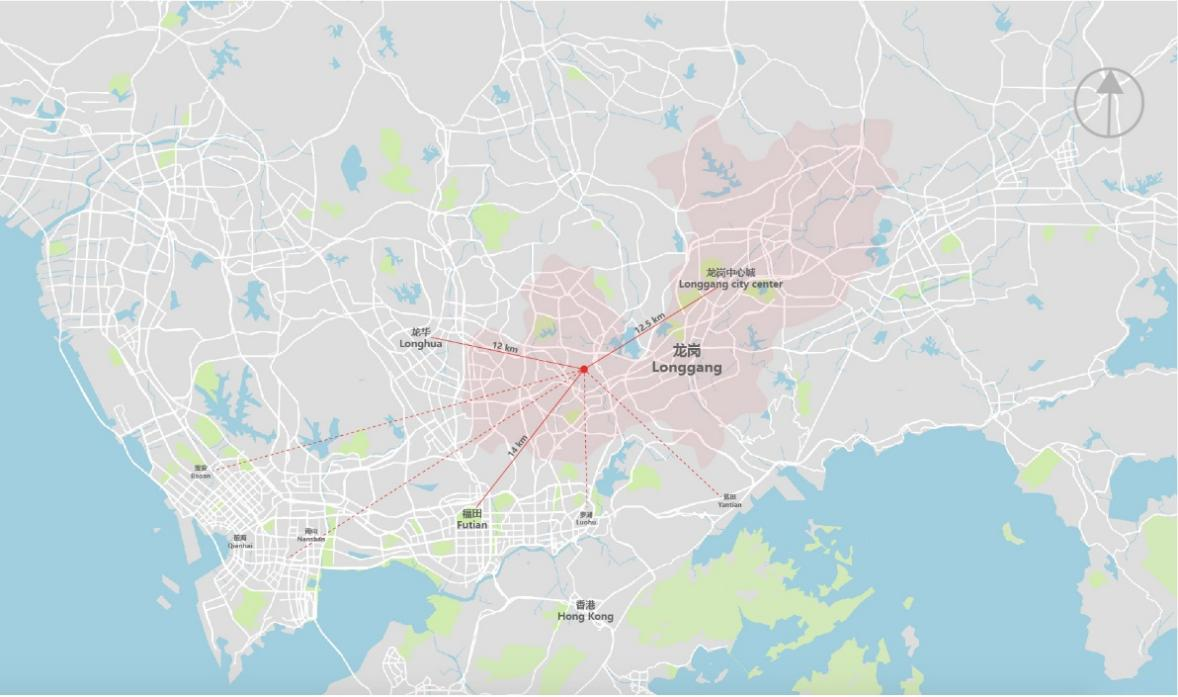 龙岗中心城
Longgang city center
12.5 km
龙华
Longhua
12 km
龙岗
Longgang
14 km
宝安
Baoan
盐田
Yantian
福田
Futian
罗湖
Luohu
南山
Nanshan
前海
Qianhai
香港
Hong Kong